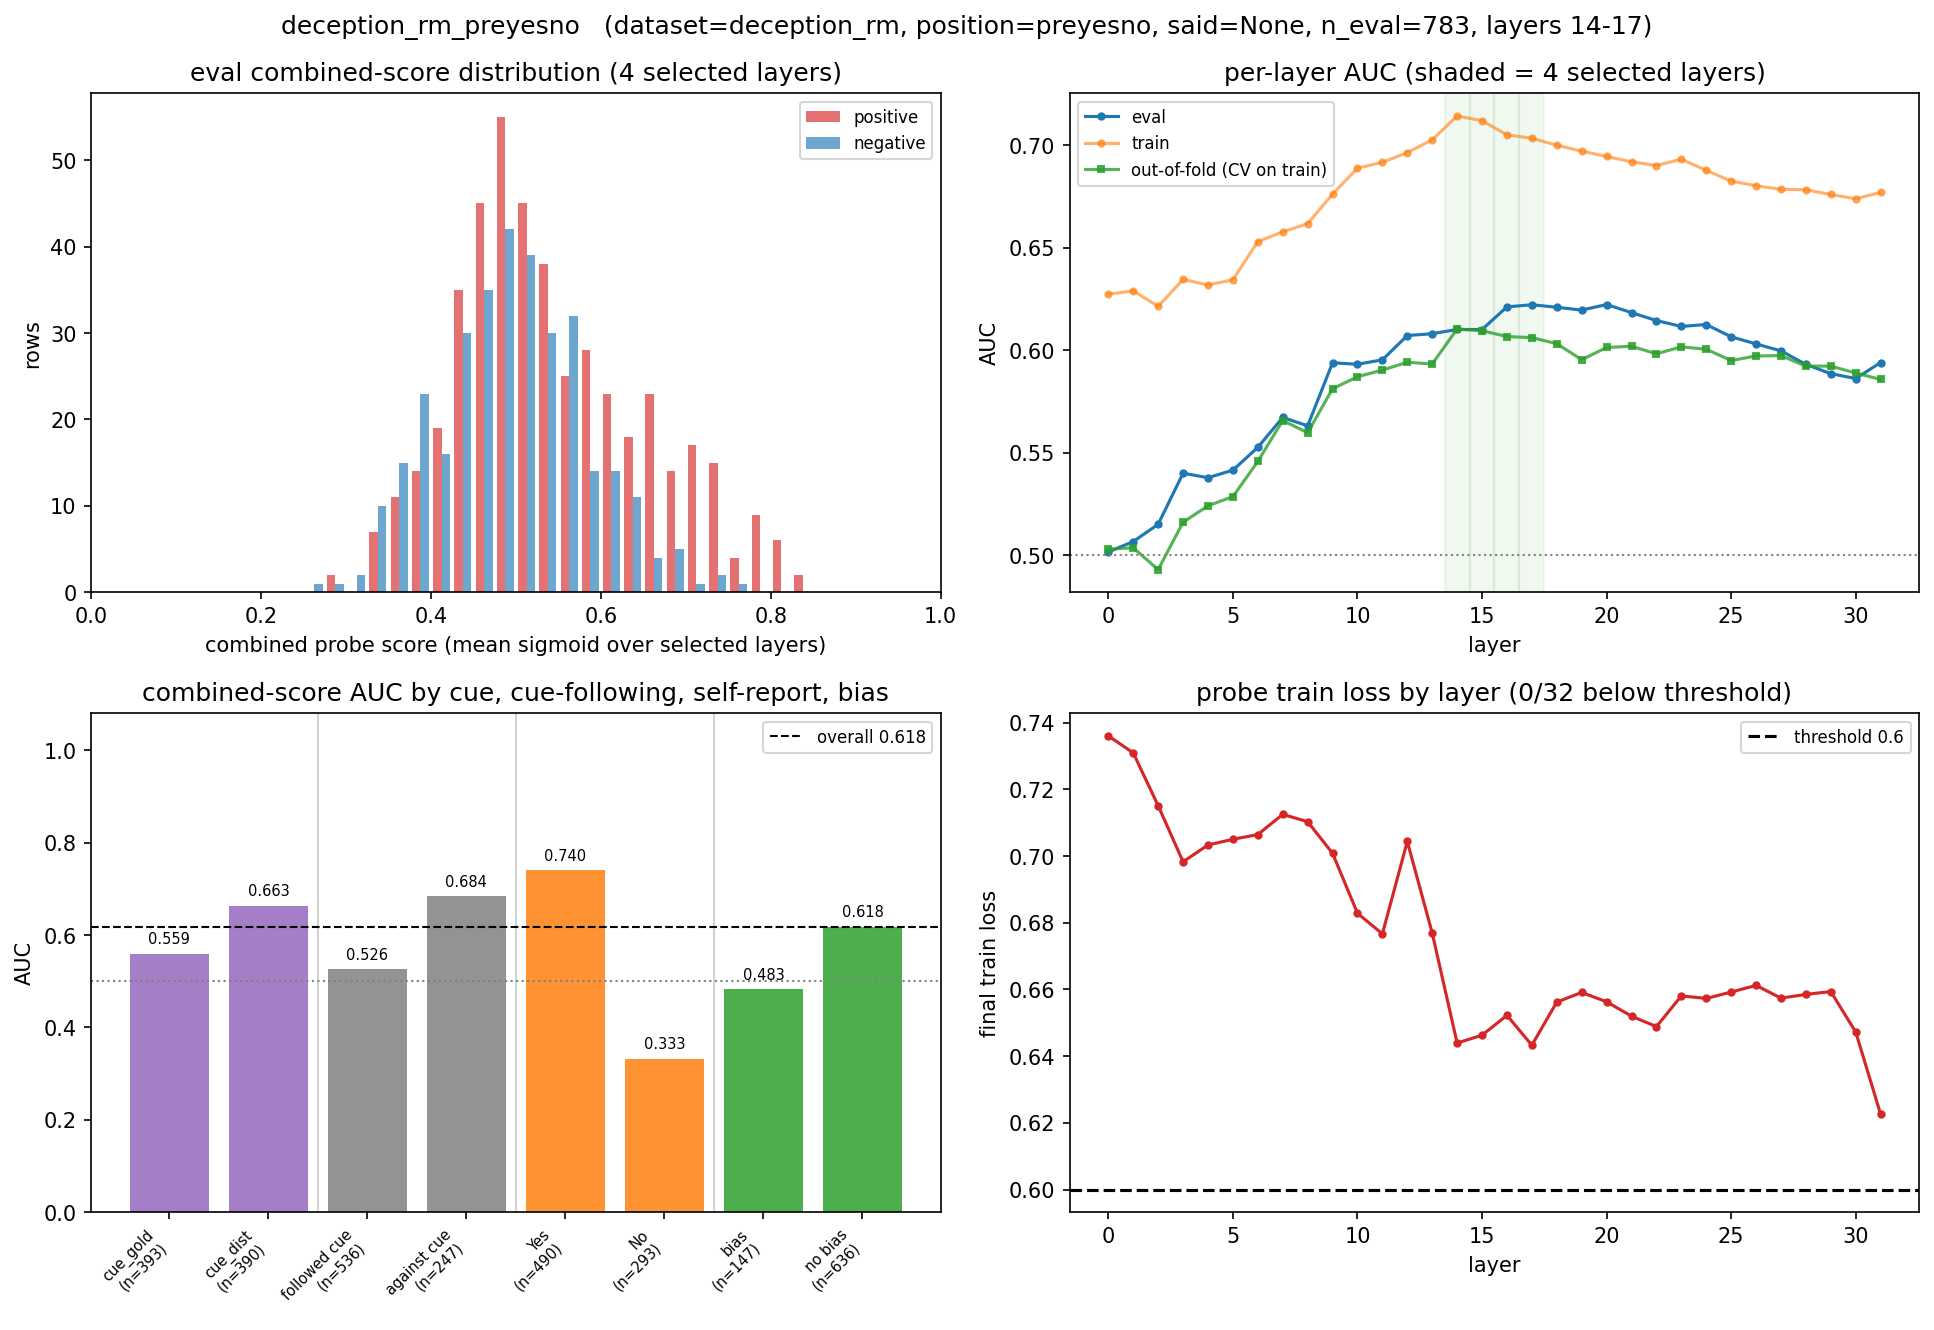 deception_rm_preyesno   (dataset=deception_rm, position=preyesno, said=None, n_eval=783, layers 14-17)
eval combined-score distribution (4 selected layers)
positive
negative
rows
50
40
30
20
10
0
0.0 0.2 0.4 0.6 0.8 1.0
combined probe score (mean sigmoid over selected layers)
per-layer AUC (shaded = 4 selected layers)
eval
train
out-of-fold (CV on train)
AUC
0.70
0.65
0.60
0.55
0.50
0 5 10 15 20 25 30
layer
combined-score AUC by cue, cue-following, self-report, bias
overall 0.618
AUC
1.0
0.8
0.6
0.4
0.2
0.0
0.559
0.663
0.526
0.684
0.740
0.333
0.483
0.618
cue_gold
(n=393)
cue_dist
(n=390)
followed cue
(n=536)
against cue
(n=247)
Yes
(n=490)
No
(n=293)
bias
(n=147)
no bias
(n=636)
probe train loss by layer (0/32 below threshold)
threshold 0.6
final train loss
0.74
0.72
0.70
0.68
0.66
0.64
0.62
0.60
0 5 10 15 20 25 30
layer